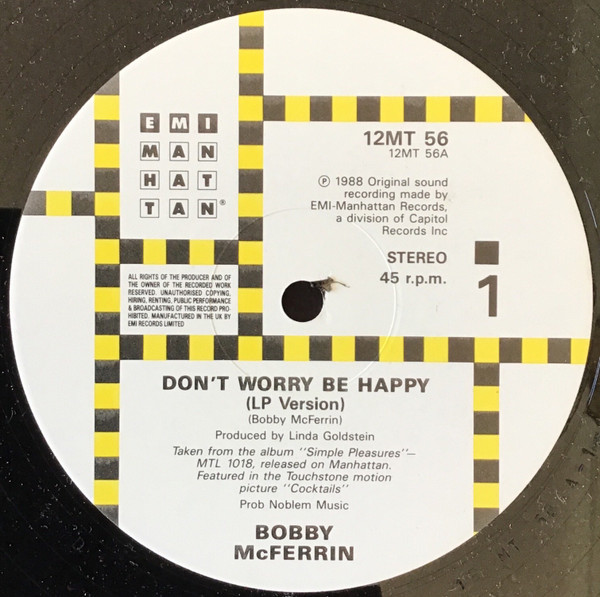 EMI
MAN
HAT
TAN®
12MT 56
12MT 56A
℗ 1988 Original sound
recording made by
EMI-Manhattan Records,
a division of Capitol
Records Inc
STEREO
45 r.p.m.
1
ALL RIGHTS OF THE PRODUCER AND OF
THE OWNER OF THE RECORDED WORK
RESERVED. UNAUTHORISED COPYING,
HIRING, RENTING, PUBLIC PERFORMANCE
& BROADCASTING OF THIS RECORD PRO-
HIBITED. MANUFACTURED IN THE UK BY
EMI RECORDS LIMITED
DON'T WORRY BE HAPPY
(LP Version)
(Bobby McFerrin)
Produced by Linda Goldstein
Taken from the album ''Simple Pleasures''—
MTL 1018, released on Manhattan.
Featured in the Touchstone motion
picture ''Cocktails''
Prob Noblem Music
BOBBY
McFERRIN